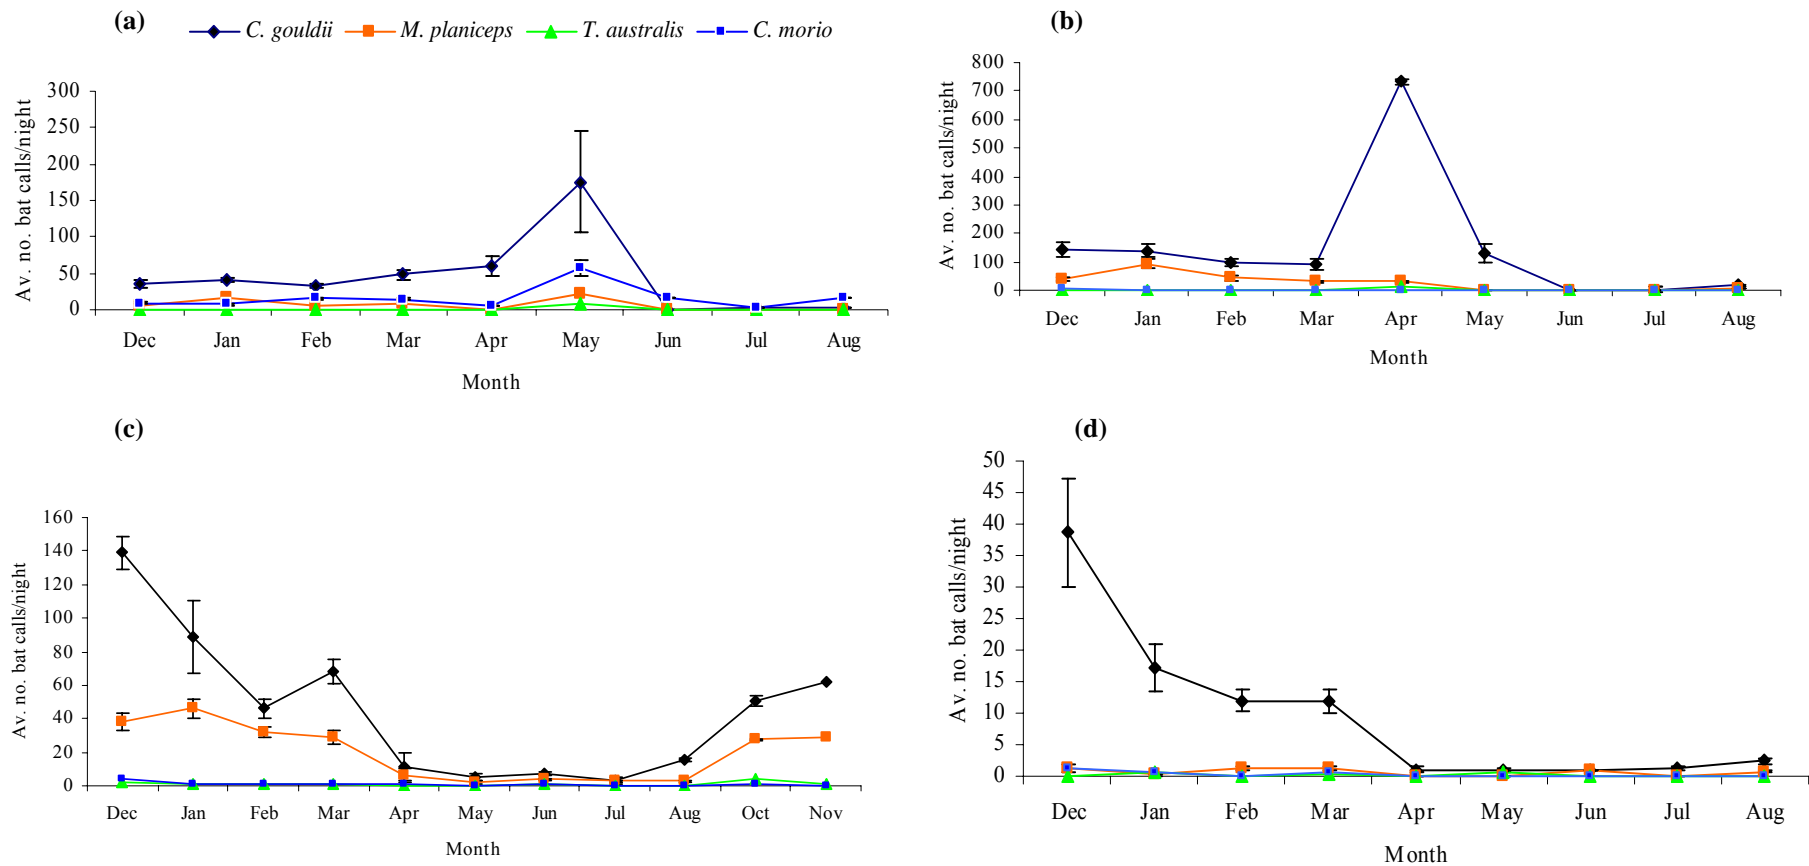 (a)
C. gouldii M. planiceps T. australis C. morio
Av. no. bat calls/night
300
250
200
150
100
50
0
Dec Jan Feb Mar Apr May Jun Jul Aug
Month
(b)
Av. no. bat calls/night
800
700
600
500
400
300
200
100
0
Dec Jan Feb Mar Apr May Jun Jul Aug
Month
(c)
Av. no. bat calls/night
160
140
120
100
80
60
40
20
0
Dec Jan Feb Mar Apr May Jun Jul Aug Oct Nov
Month
(d)
Av. no. bat calls/night
50
45
40
35
30
25
20
15
10
5
0
Dec Jan Feb Mar Apr May Jun Jul Aug
Month